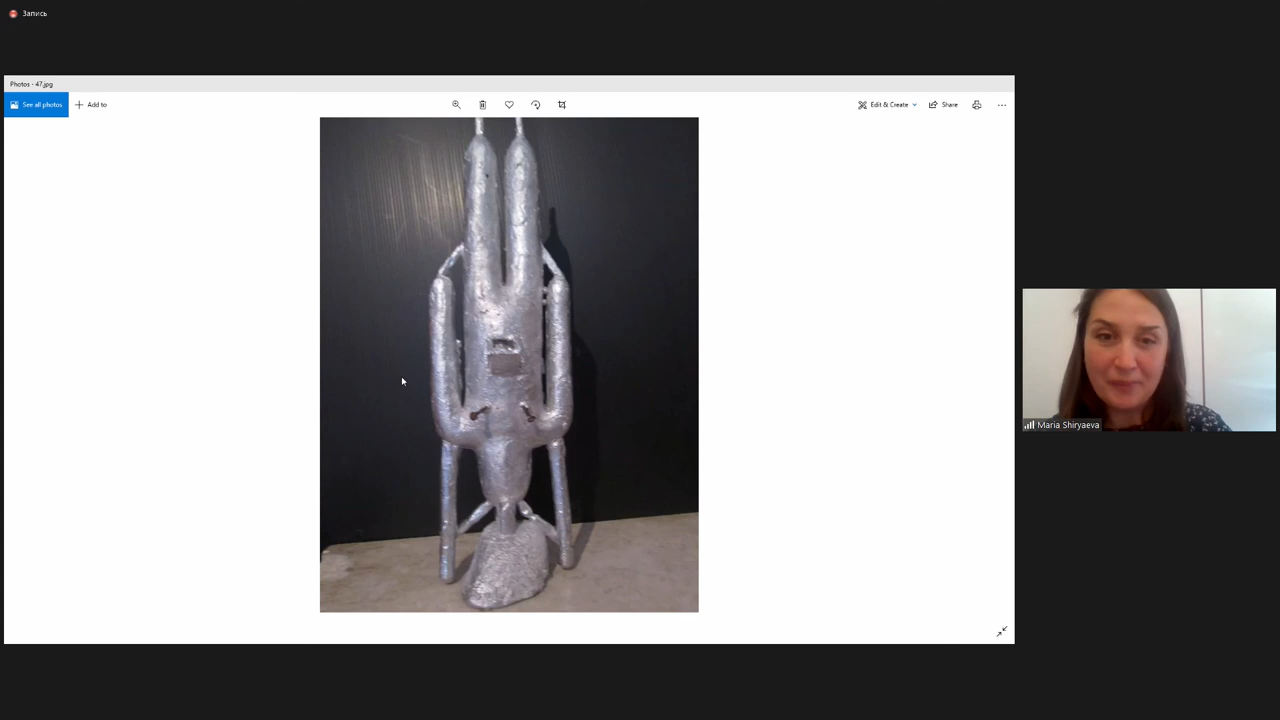 Запись
Photos - 47.jpg
See all photos
Add to
Edit & Create
Share
Maria Shiryaeva